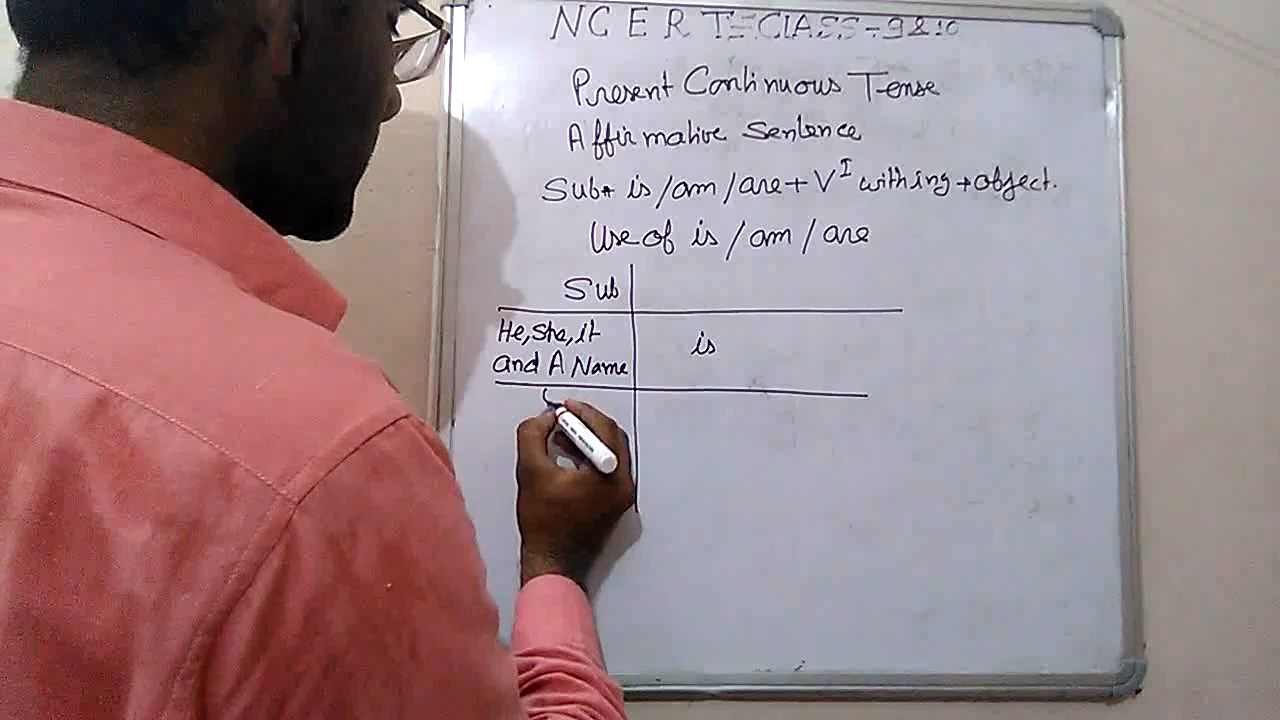 NCERT CLASS-9&10
Present Continuous Tense
Affirmative Sentence
Sub+ is/am/are+V^I with ing+object.
Use of is/am/are
Sub
He, She, it is
and A Name